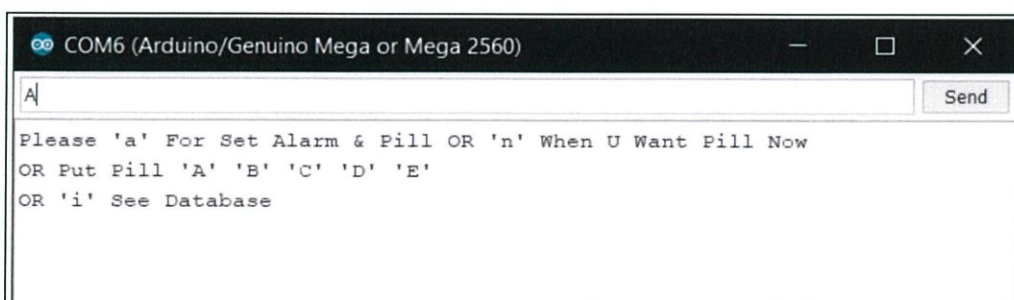 COM6 (Arduino/Genuino Mega or Mega 2560)
A
Send
Please 'a' For Set Alarm & Pill OR 'n' When U Want Pill Now
OR Put Pill 'A' 'B' 'C' 'D' 'E'
OR 'i' See Database